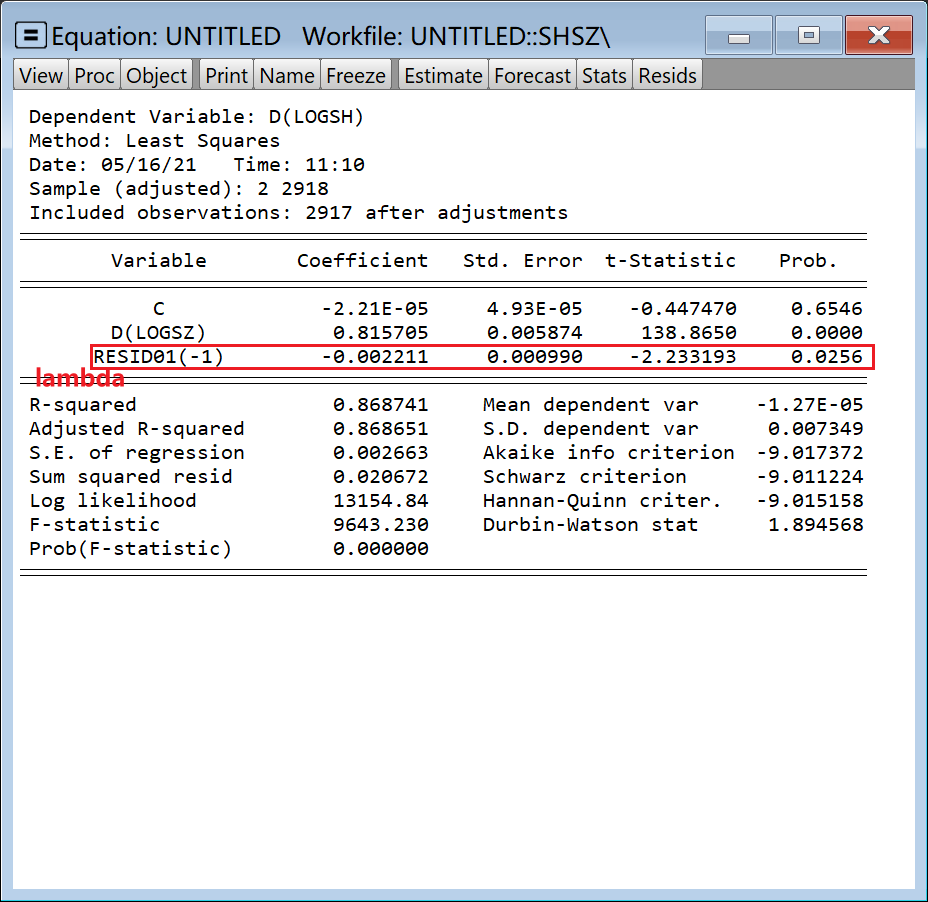 Equation: UNTITLED   Workfile: UNTITLED::SHSZ\
View Proc Object Print Name Freeze Estimate Forecast Stats Resids
Dependent Variable: D(LOGSH)
Method: Least Squares
Date: 05/16/21   Time: 11:10
Sample (adjusted): 2 2918
Included observations: 2917 after adjustments
Variable Coefficient Std. Error t-Statistic Prob.
C -2.21E-05 4.93E-05 -0.447470 0.6546
D(LOGSZ) 0.815705 0.005874 138.8650 0.0000
RESID01(-1) -0.002211 0.000990 -2.233193 0.0256
lambda
R-squared 0.868741 Mean dependent var -1.27E-05
Adjusted R-squared 0.868651 S.D. dependent var 0.007349
S.E. of regression 0.002663 Akaike info criterion -9.017372
Sum squared resid 0.020672 Schwarz criterion -9.011224
Log likelihood 13154.84 Hannan-Quinn criter. -9.015158
F-statistic 9643.230 Durbin-Watson stat 1.894568
Prob(F-statistic) 0.000000